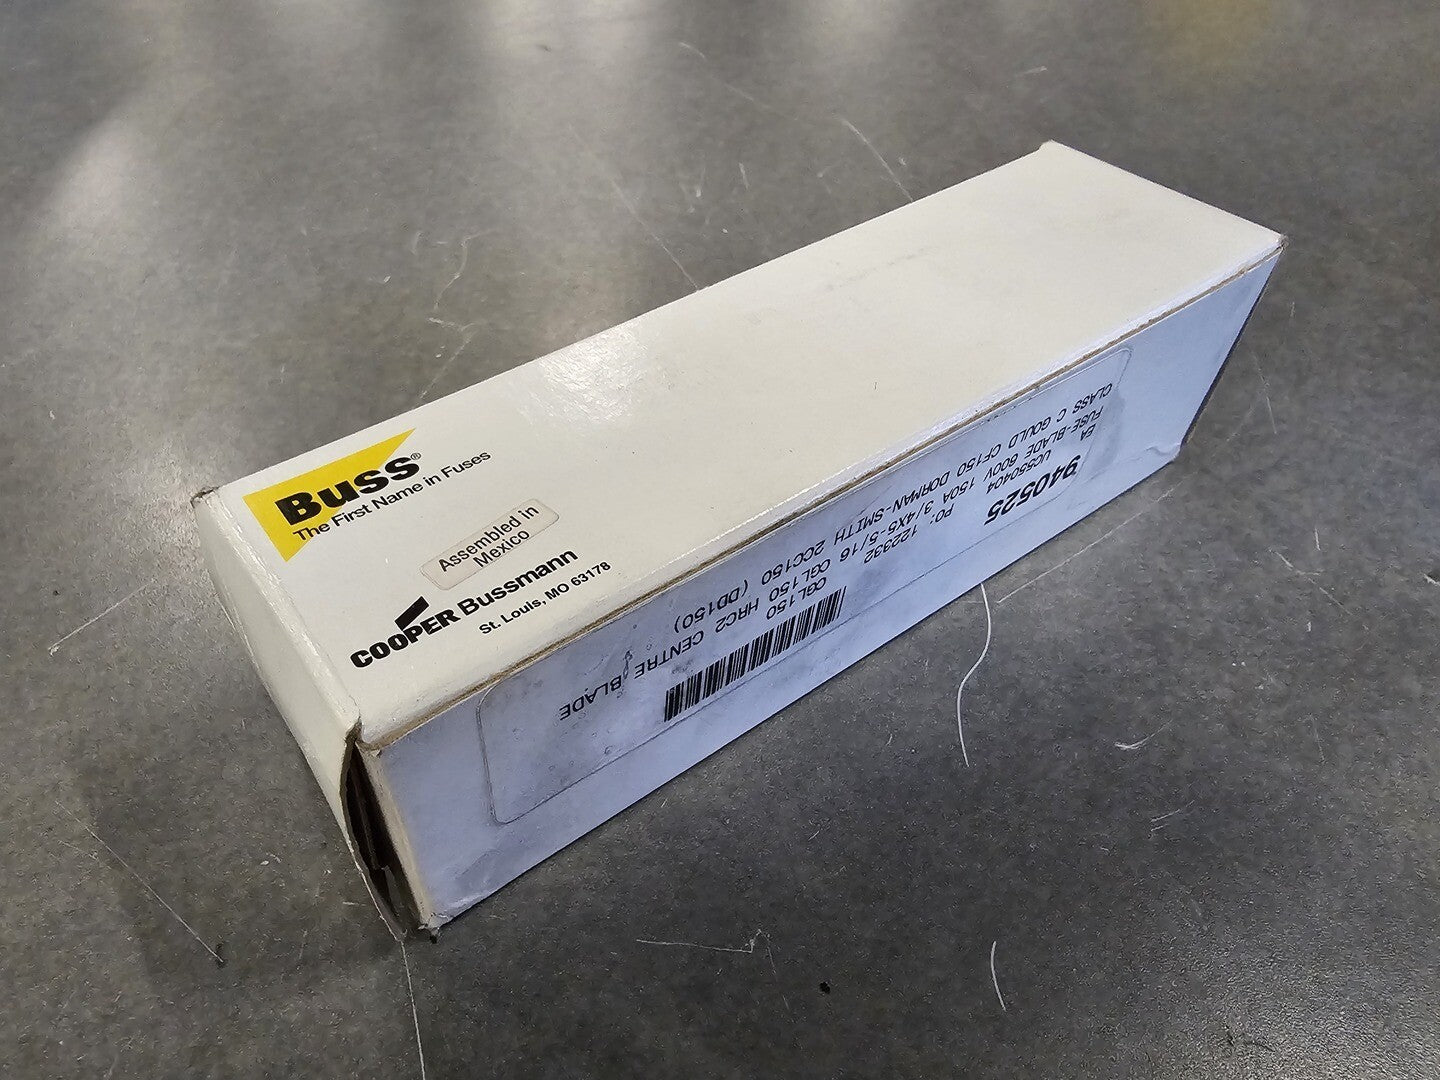 BUSS®
The First Name in Fuses
Assembled in
Mexico
COOPER Bussmann
St. Louis, MO 63178
940525
EA UC550404 PO: 122332 CGL150
FUSE-BLADE 600V 150A 3/4X5-5/16 CGL150 HRC2 CENTRE BLADE
CLASS C GOULD CF150 DORMAN-SMITH 2CC150 (DD150)